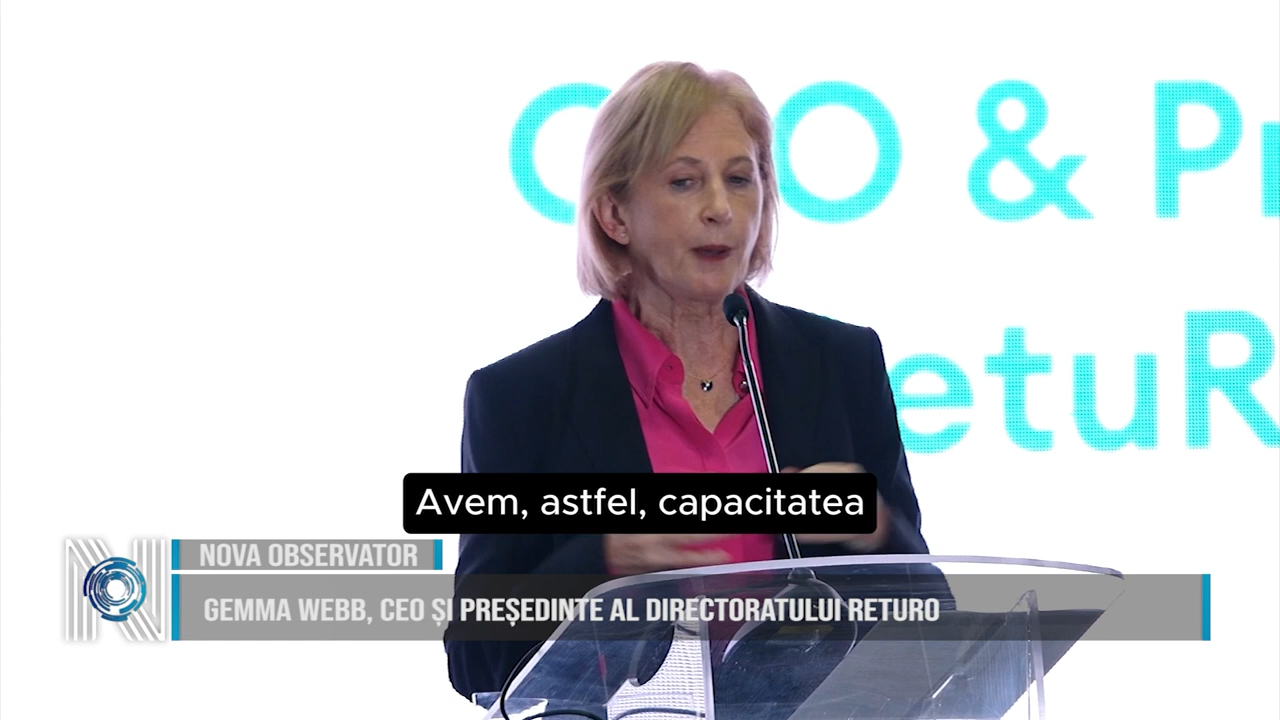 CEO & Pr
etuR
Avem, astfel, capacitatea
NOVA OBSERVATOR
GEMMA WEBB, CEO ȘI PREȘEDINTE AL DIRECTORATULUI RETURO